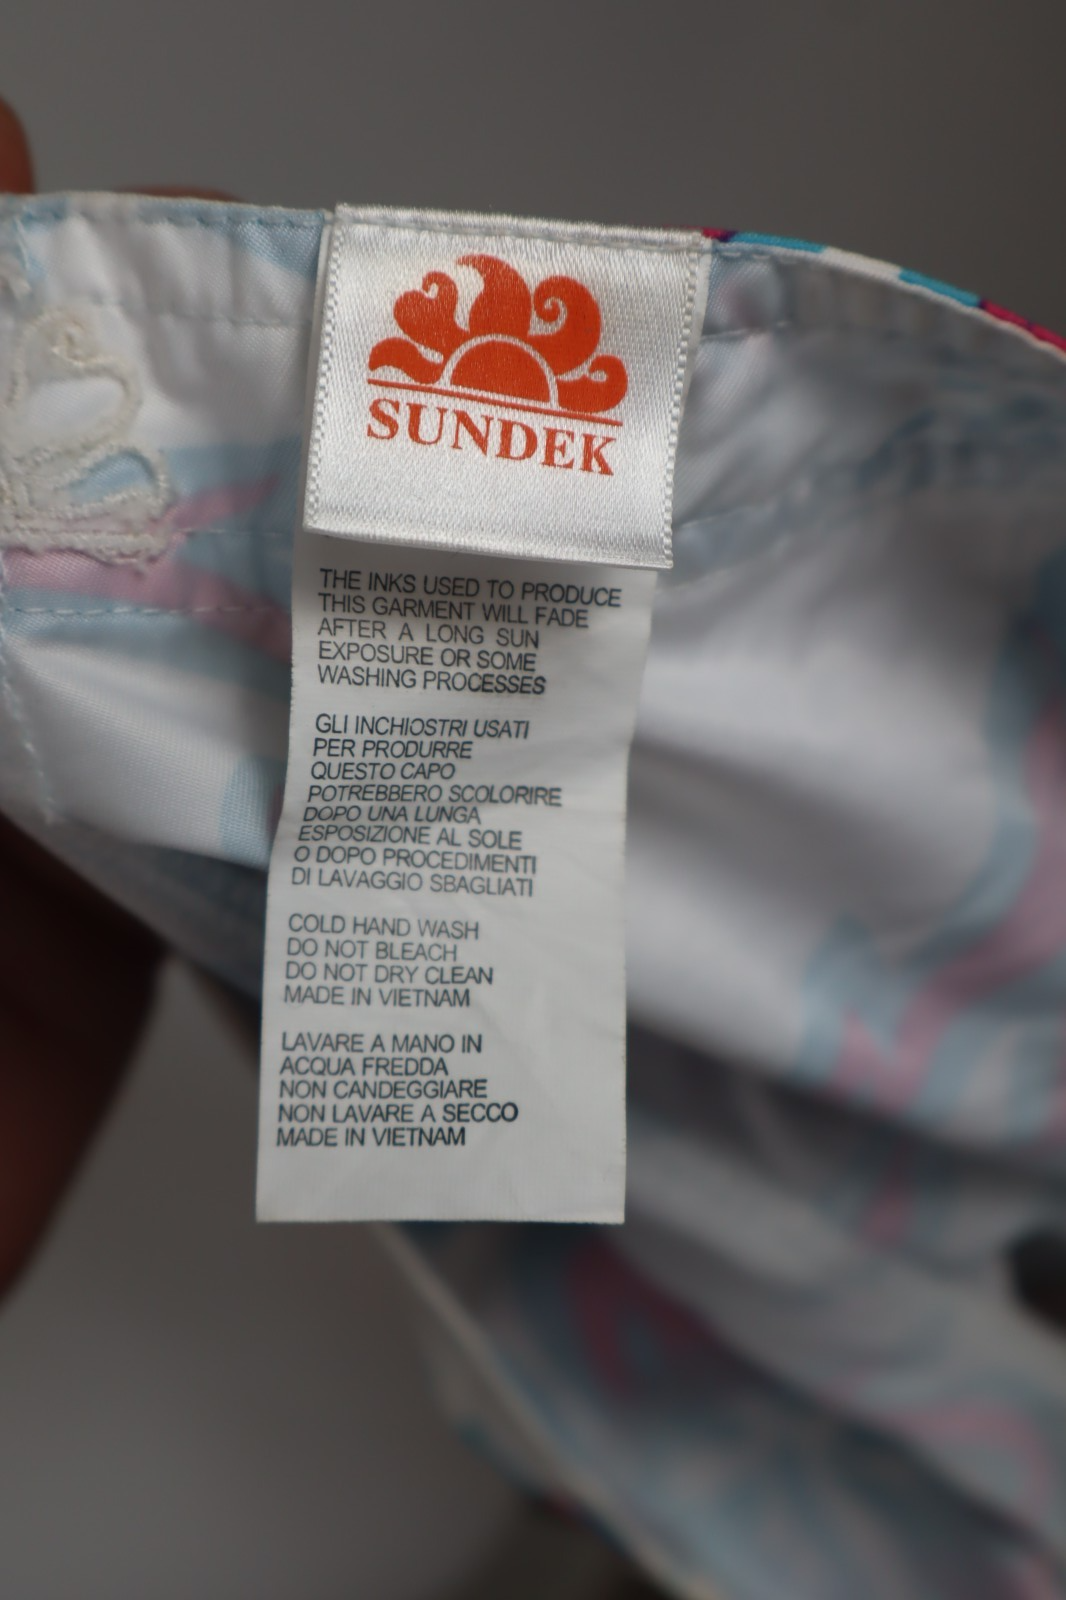 SUNDEK
THE INKS USED TO PRODUCE
THIS GARMENT WILL FADE
AFTER A LONG SUN
EXPOSURE OR SOME
WASHING PROCESSES
GLI INCHIOSTRI USATI
PER PRODURRE
QUESTO CAPO
POTREBBERO SCOLORIRE
DOPO UNA LUNGA
ESPOSIZIONE AL SOLE
O DOPO PROCEDIMENTI
DI LAVAGGIO SBAGLIATI
COLD HAND WASH
DO NOT BLEACH
DO NOT DRY CLEAN
MADE IN VIETNAM
LAVARE A MANO IN
ACQUA FREDDA
NON CANDEGGIARE
NON LAVARE A SECCO
MADE IN VIETNAM